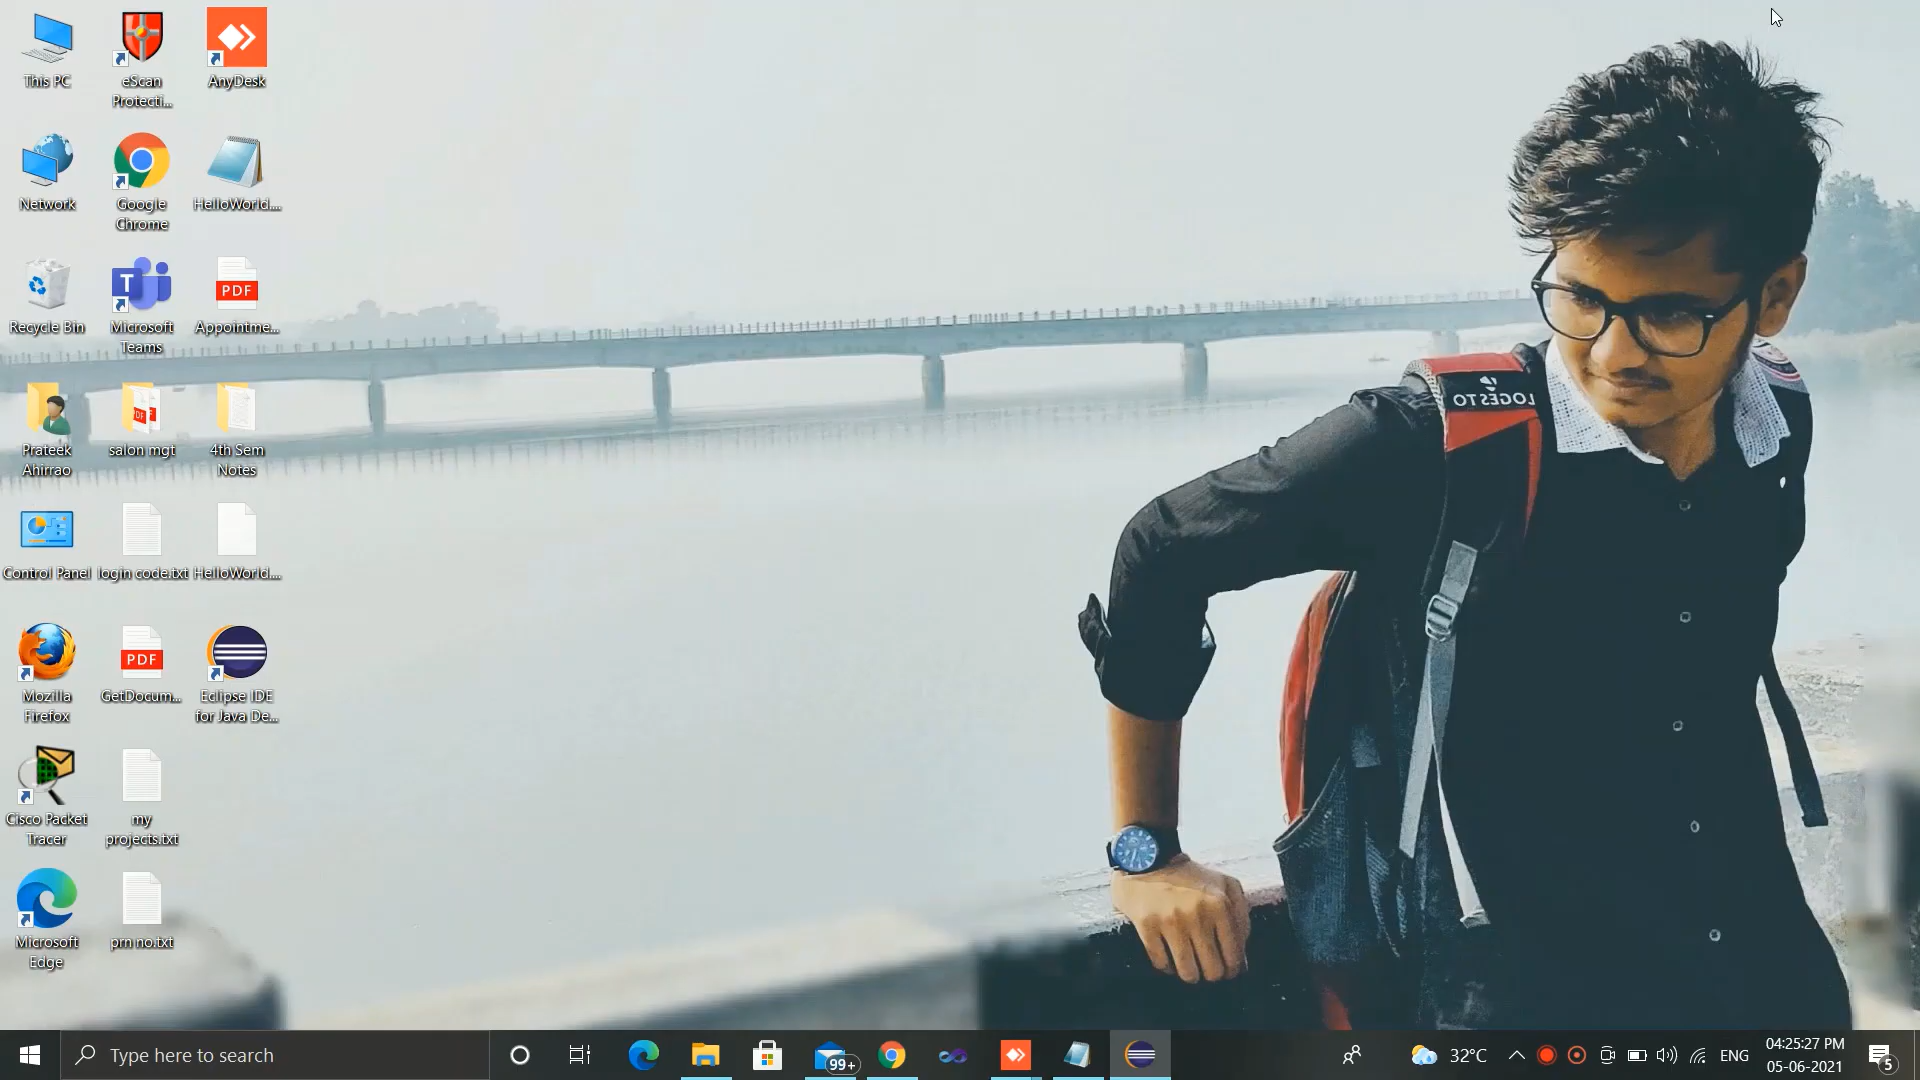 This PC
eScan
Protecti...
AnyDesk
Network
Google
Chrome
HelloWorld....
Recycle Bin
T
Microsoft
Teams
PDF
Appointme...
Prateek
Ahirrao
PDF
salon mgt
4th Sem
Notes
Control Panel
login code.txt
HelloWorld....
Mozilla
Firefox
PDF
GetDocum...
Eclipse IDE
for Java De...
Cisco Packet
Tracer
my
projects.txt
Microsoft
Edge
prn no.txt
LOGESTO
Type here to search
99+
32°C
ENG
04:25:27 PM
05-06-2021
5